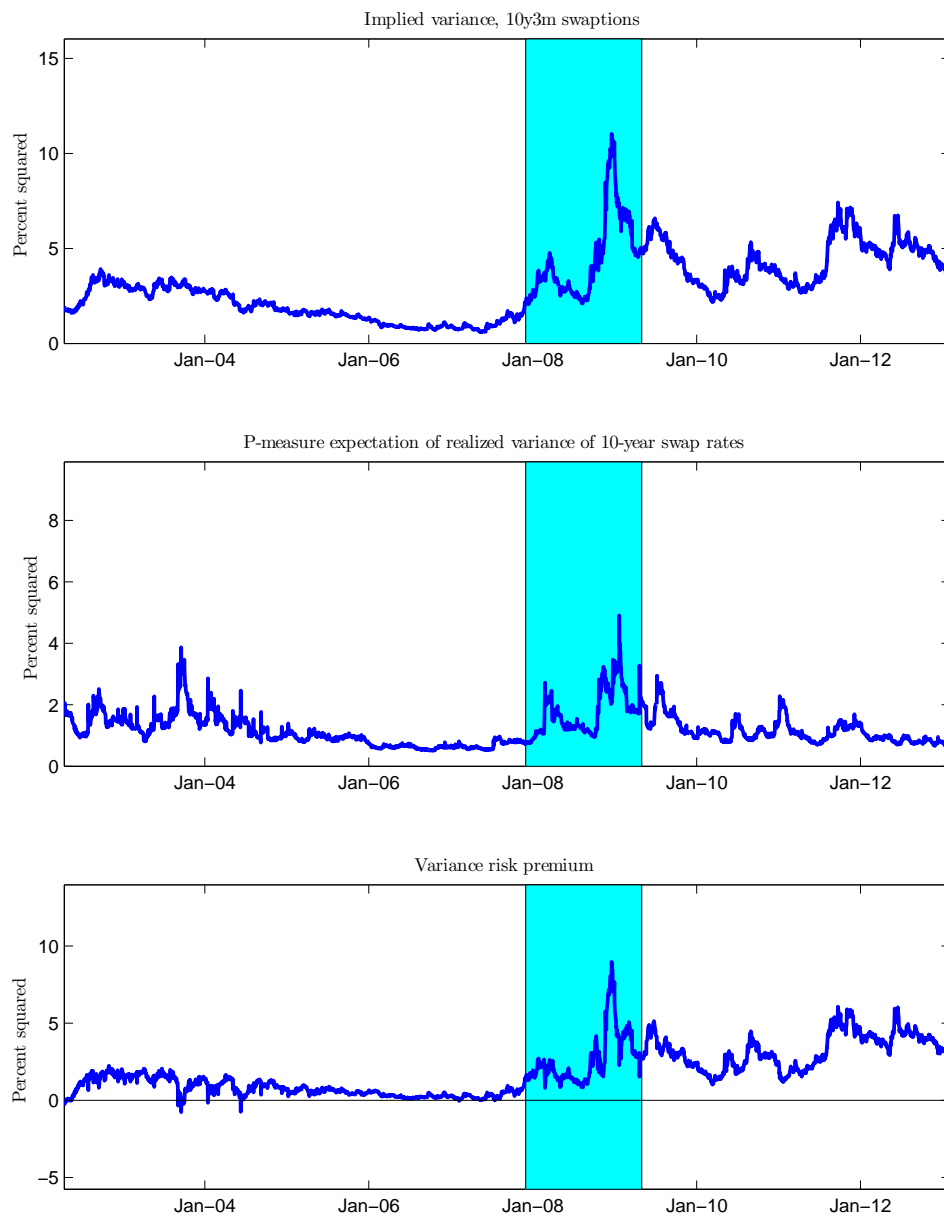 Implied variance, 10y3m swaptions
15
10
5
0
Percent squared
Jan−04 Jan−06 Jan−08 Jan−10 Jan−12
P-measure expectation of realized variance of 10-year swap rates
8
6
4
2
0
Percent squared
Jan−04 Jan−06 Jan−08 Jan−10 Jan−12
Variance risk premium
10
5
0
−5
Percent squared
Jan−04 Jan−06 Jan−08 Jan−10 Jan−12